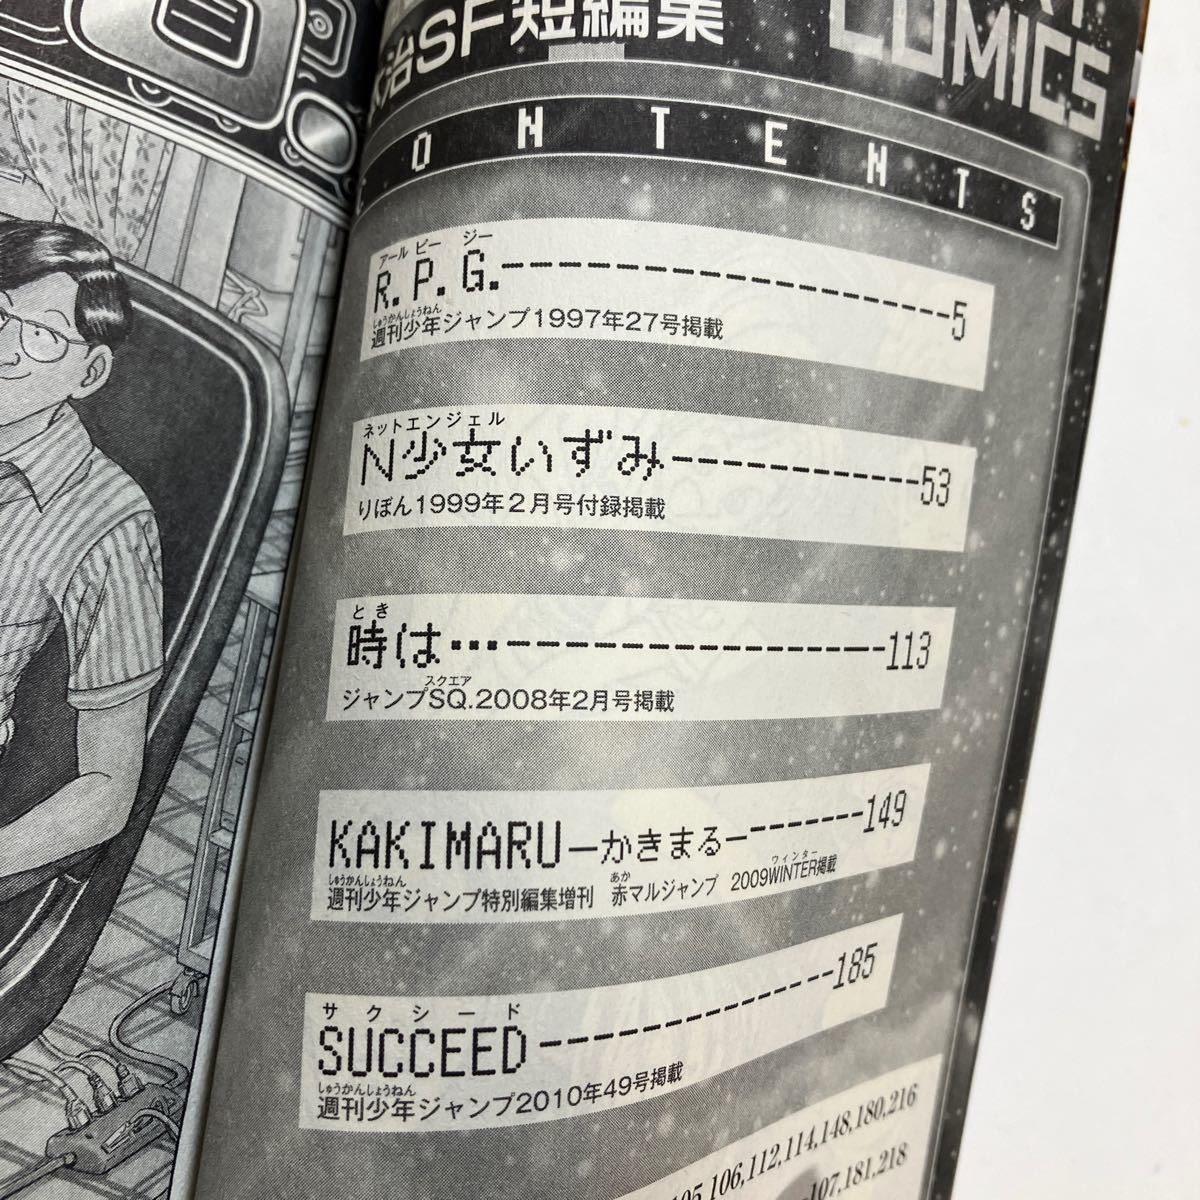 治SF短編集
COMICS
CONTENTS
アール ピー ジー
R.P.G.----------------5
しゅうかんしょうねん
週刊少年ジャンプ1997年27号掲載
ネットエンジェル
N少女いずみ-----------53
りぼん1999年2月号付録掲載
とき
時は…----------------113
スクエア
ジャンプSQ.2008年2月号掲載
KAKIMARU―かきまる―-------149
しゅうかんしょうねん あか ウィンター
週刊少年ジャンプ特別編集増刊 赤マルジャンプ 2009WINTER掲載
サクシード
SUCCEED--------------185
しゅうかんしょうねん
週刊少年ジャンプ2010年49号掲載
106,112,114,148,180,216
107,181,218